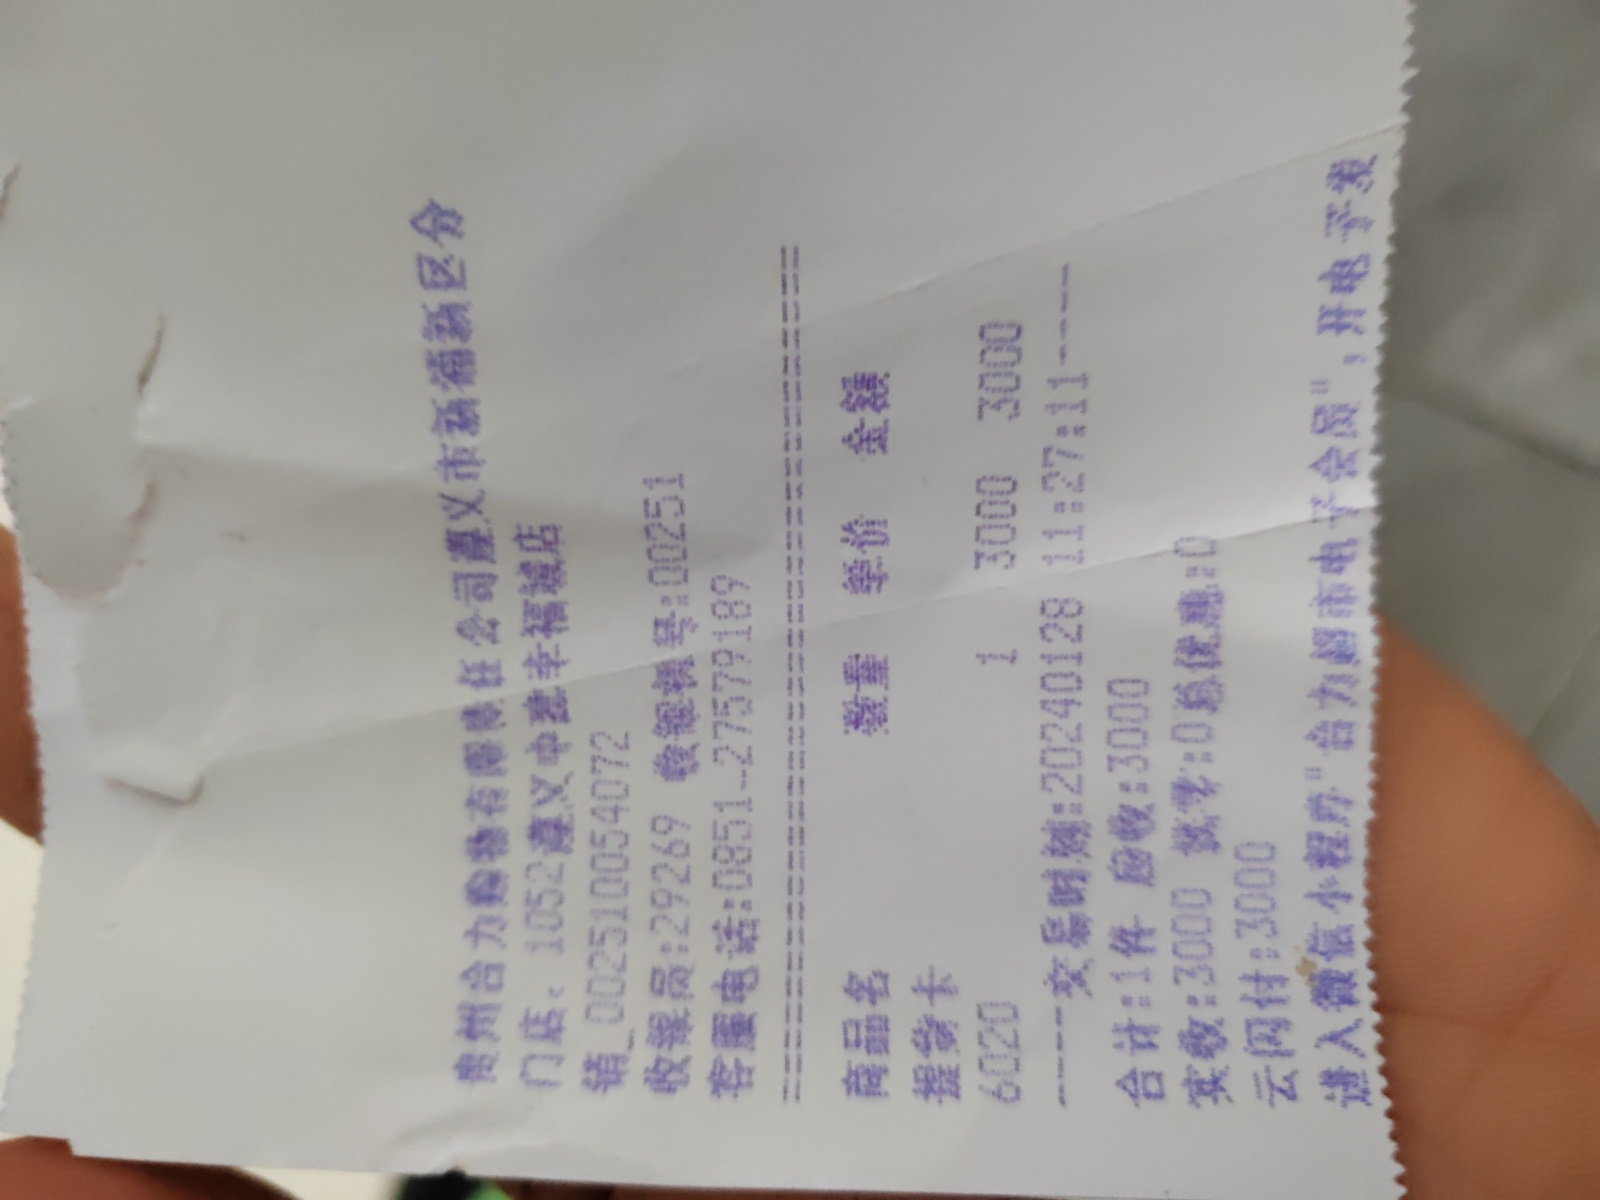 贵州合力购物有限责任公司遵义市新蒲新区分
门店、1052遵义中建幸福城店
销_002510054072
收银员:29269 收银机号:00251
客服电话:0851-27579189
==========================================
商品名 数量 单价 金额
提货卡
6020 1 3000 3000
-----交易时刻:20240128 11:27:11-----
合计:1件 应收:3000
实收:3000 找零:0总优惠:0
云闪付:3000
进入微信小程序"合力超市电子会员",开电子发